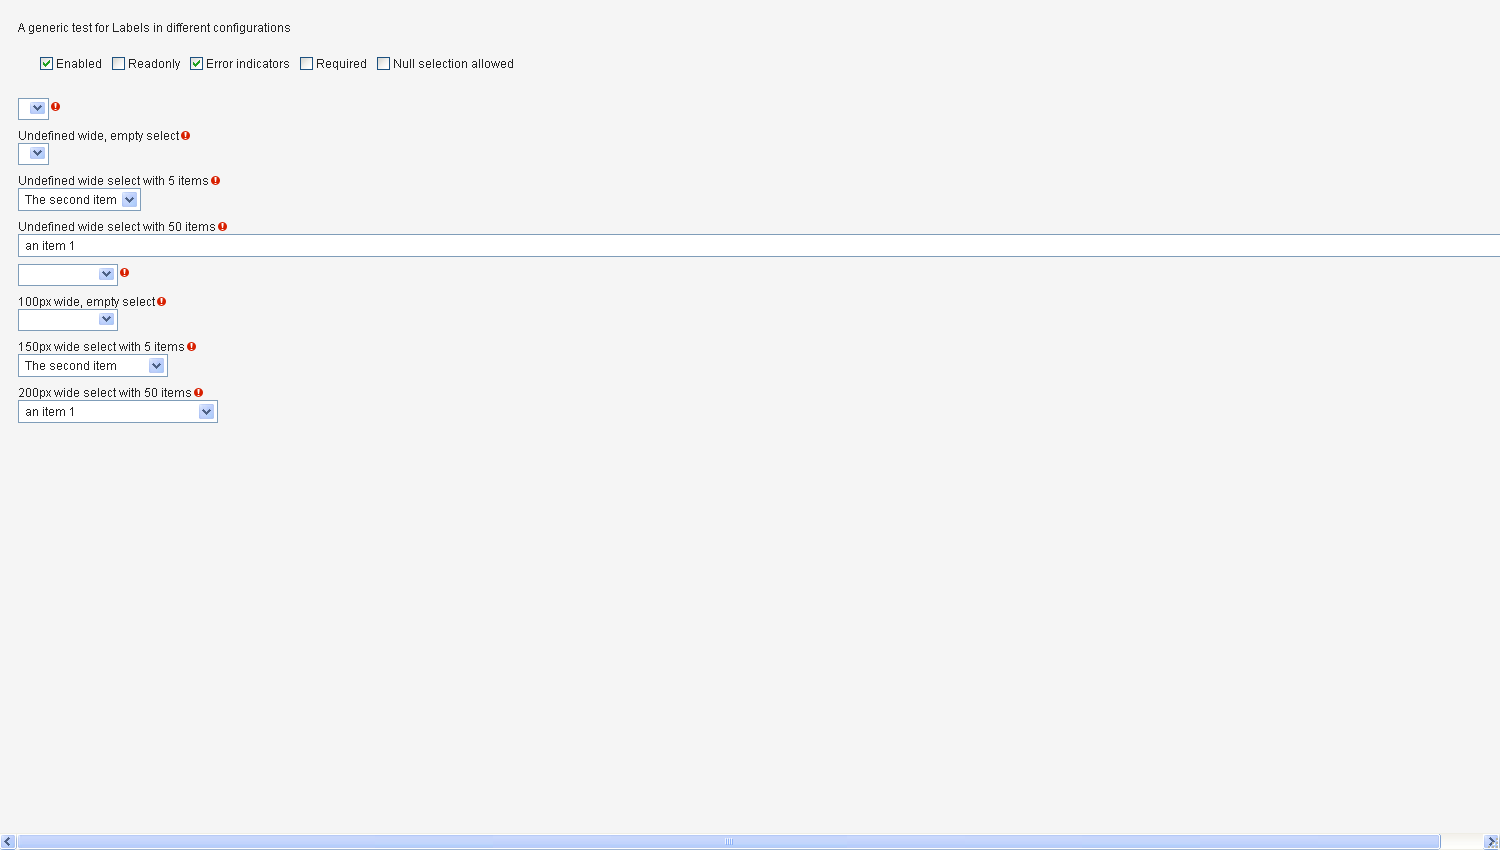 A generic test for Labels in different configurations
Enabled Readonly Error indicators Required Null selection allowed
Undefined wide, empty select
Undefined wide select with 5 items
The second item
Undefined wide select with 50 items
an item 1
100px wide, empty select
150px wide select with 5 items
The second item
200px wide select with 50 items
an item 1